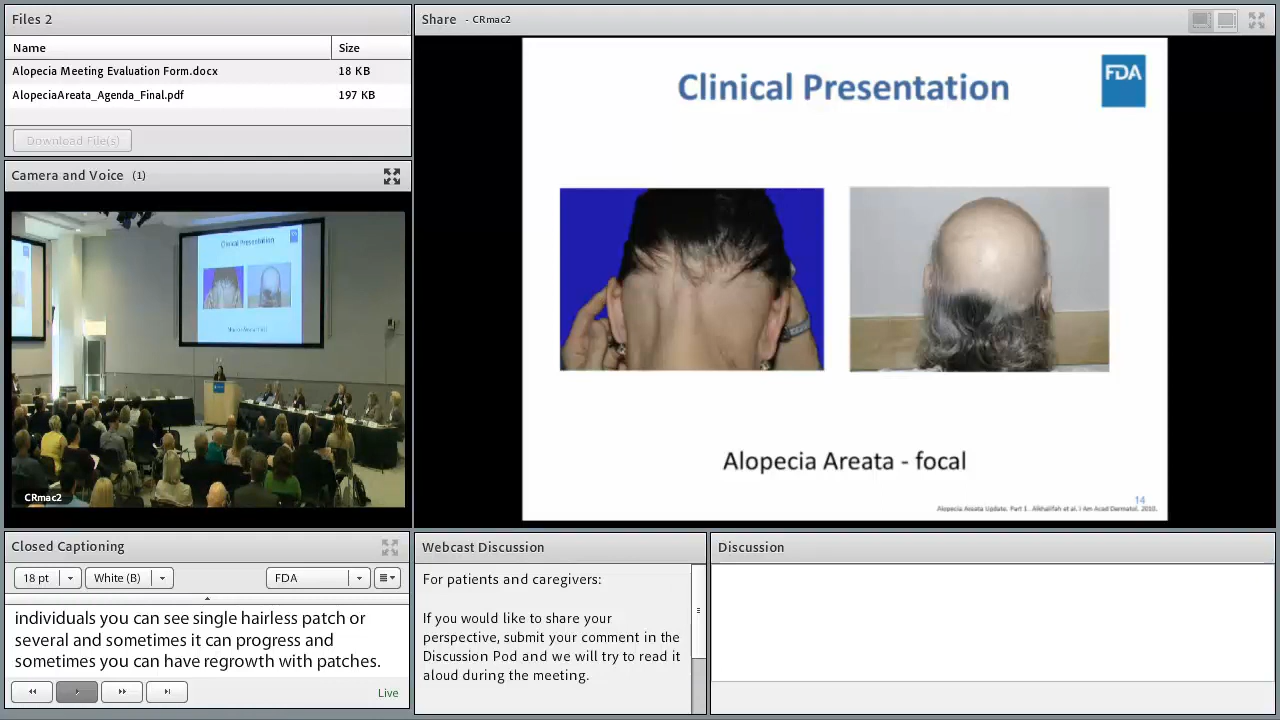 Files 2
Name Size
Alopecia Meeting Evaluation Form.docx 18 KB
AlopeciaAreata_Agenda_Final.pdf 197 KB
Download File(s)
Camera and Voice (1)
Clinical Presentation
CRmac2
Share - CRmac2
Clinical Presentation
FDA
Alopecia Areata - focal
14
Alopecia Areata Update, Part 1. Alkhalifah et al. J Am Acad Dermatol. 2010.
Closed Captioning
18 pt White (B) FDA
individuals you can see single hairless patch or
several and sometimes it can progress and
sometimes you can have regrowth with patches.
Live
Webcast Discussion
For patients and caregivers:
If you would like to share your
perspective, submit your comment in the
Discussion Pod and we will try to read it
aloud during the meeting.
Discussion